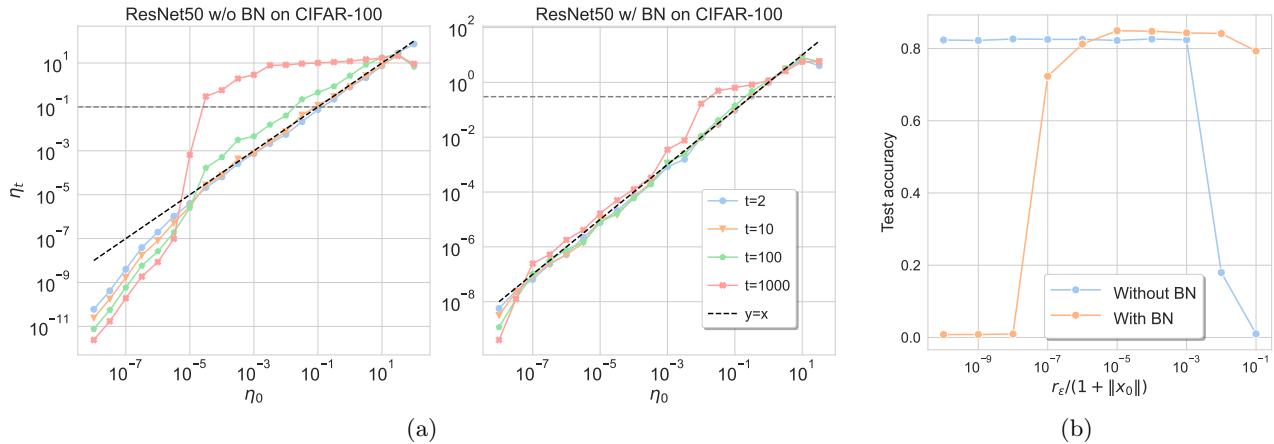 ResNet50 w/o BN on CIFAR-100
10^1
10^−1
10^−3
10^−5
10^−7
10^−9
10^−11
η_t
10^−7
10^−5
10^−3
10^−1
10^1
η_0
ResNet50 w/ BN on CIFAR-100
10^2
10^0
10^−2
10^−4
10^−6
10^−8
t=2
t=10
t=100
t=1000
y=x
10^−7
10^−5
10^−3
10^−1
10^1
η_0
(a)
Test accuracy
0.8
0.6
0.4
0.2
0.0
Without BN
With BN
10^−9
10^−7
10^−5
10^−3
10^−1
r_ε/(1 + ‖x_0‖)
(b)